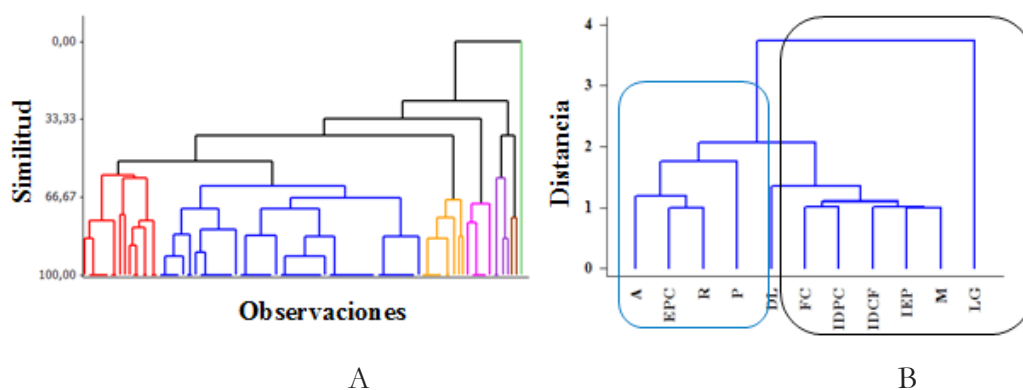 Similitud
0,00
33,33
66,67
100,00
Observaciones
A
Distancia
4
3
2
1
0
A
EPC
R
P
DL
FC
IDPC
IDCF
IEP
M
LG
B